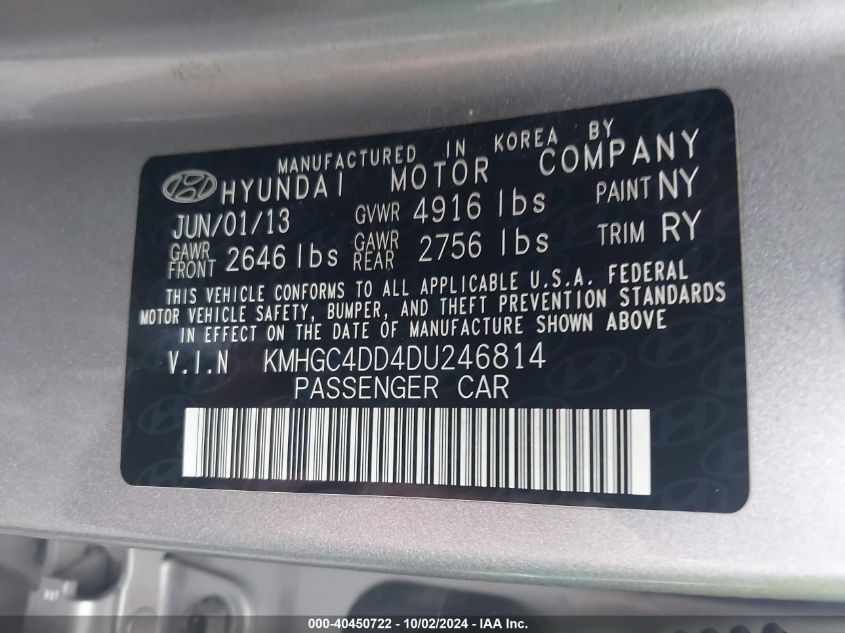 MANUFACTURED IN KOREA BY
HYUNDAI MOTOR COMPANY
JUN/01/13 GVWR 4916 lbs PAINT NY
GAWR FRONT 2646 lbs GAWR REAR 2756 lbs TRIM RY
THIS VEHICLE CONFORMS TO ALL APPLICABLE U.S.A. FEDERAL
MOTOR VEHICLE SAFETY, BUMPER, AND THEFT PREVENTION STANDARDS
IN EFFECT ON THE DATE OF MANUFACTURE SHOWN ABOVE
V.I.N KMHGC4DD4DU246814
PASSENGER CAR
000-40450722 - 10/02/2024 - IAA Inc.